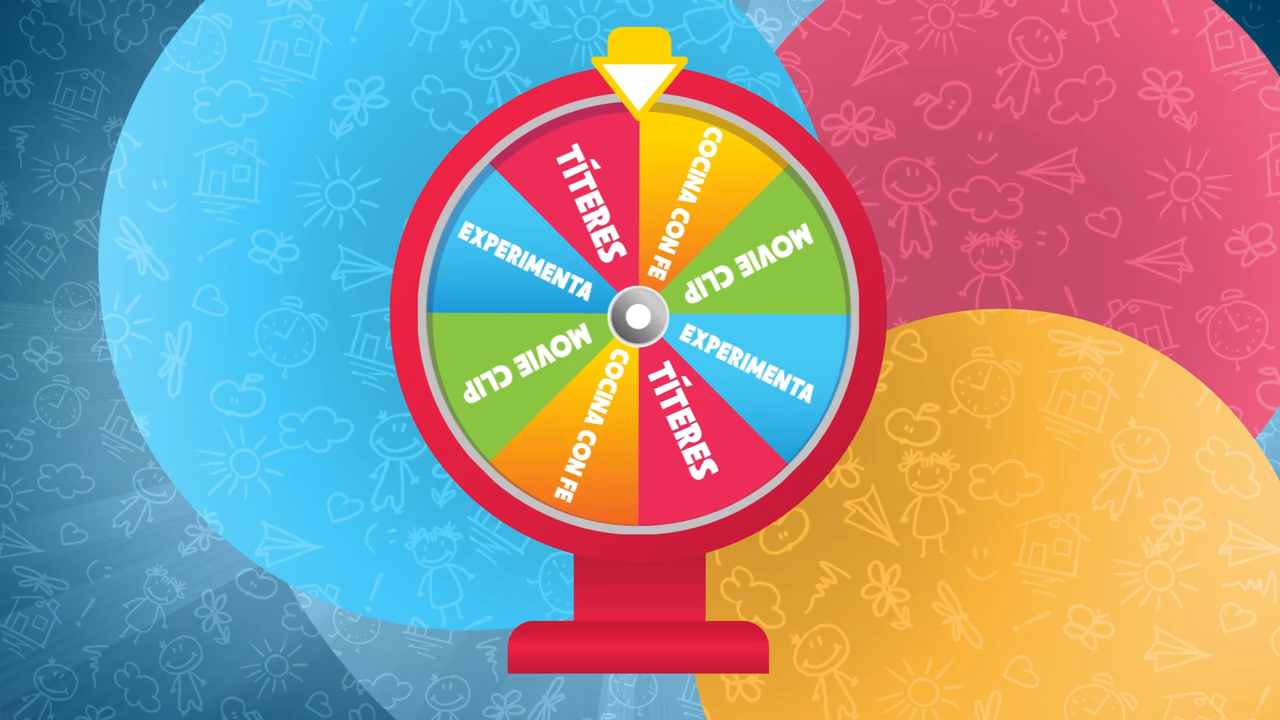 COCINA CON FE
MOVIE CLIP
EXPERIMENTA
TÍTERES
COCINA CON FE
MOVIE CLIP
EXPERIMENTA
TÍTERES